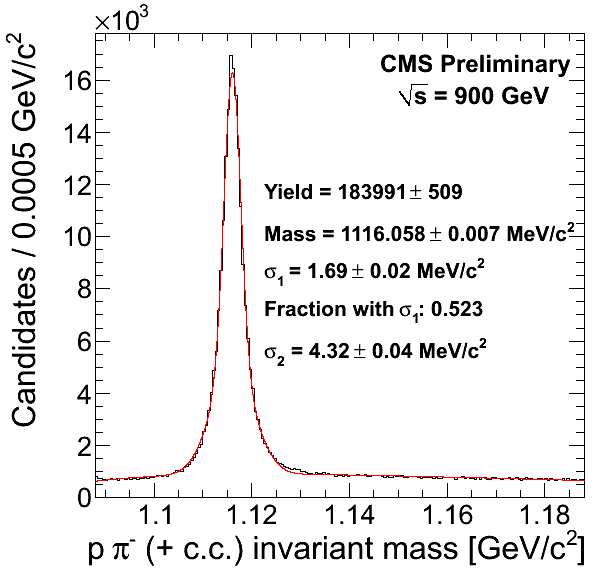 ×10³
Candidates / 0.0005 GeV/c²
16
14
12
10
8
6
4
2
0
CMS Preliminary
√s = 900 GeV
Yield = 183991 ± 509
Mass = 1116.058 ± 0.007 MeV/c²
σ₁ = 1.69 ± 0.02 MeV/c²
Fraction with σ₁: 0.523
σ₂ = 4.32 ± 0.04 MeV/c²
1.1 1.12 1.14 1.16 1.18
p π⁻ (+ c.c.) invariant mass [GeV/c²]